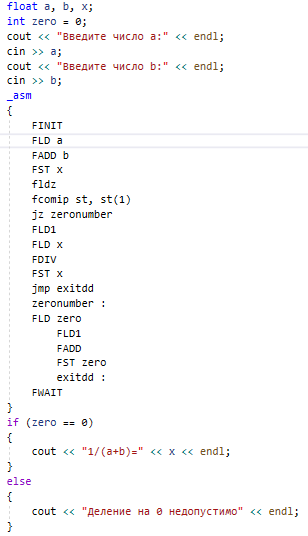 float a, b, x;
int zero = 0;
cout << "Введите число a:" << endl;
cin >> a;
cout << "Введите число b:" << endl;
cin >> b;
_asm
{
FINIT
FLD a
FADD b
FST x
fldz
fcomip st, st(1)
jz zeronumber
FLD1
FLD x
FDIV
FST x
jmp exitdd
zeronumber :
FLD zero
FLD1
FADD
FST zero
exitdd :
FWAIT
}
if (zero == 0)
{
cout << "1/(a+b)=" << x << endl;
}
else
{
cout << "Деление на 0 недопустимо" << endl;
}